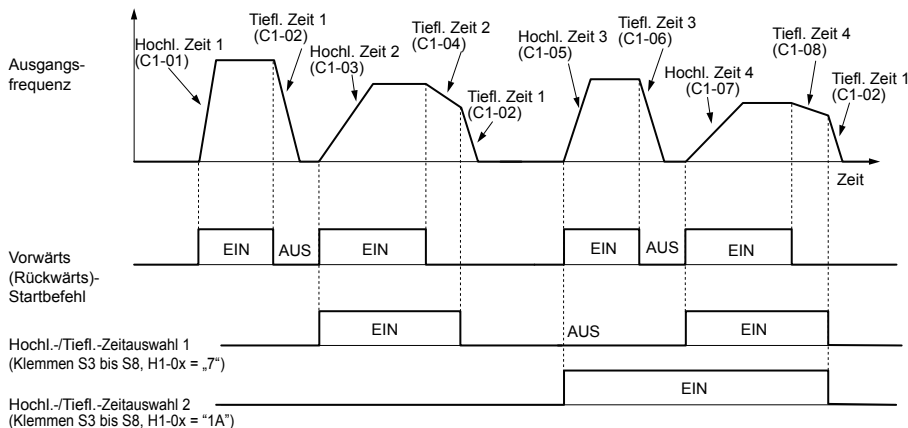 Ausgangs-
frequenz
Hochl. Zeit 1
(C1-01)
Tiefl. Zeit 1
(C1-02)
Hochl. Zeit 2
(C1-03)
Tiefl. Zeit 2
(C1-04)
Tiefl. Zeit 1
(C1-02)
Hochl. Zeit 3
(C1-05)
Tiefl. Zeit 3
(C1-06)
Hochl. Zeit 4
(C1-07)
Tiefl. Zeit 4
(C1-08)
Tiefl. Zeit 1
(C1-02)
Zeit
Vorwärts
(Rückwärts)-
Startbefehl
EIN
AUS
EIN
EIN
AUS
EIN
Hochl.-/Tiefl.-Zeitauswahl 1
(Klemmen S3 bis S8, H1-0x = „7“)
EIN
AUS
EIN
Hochl.-/Tiefl.-Zeitauswahl 2
(Klemmen S3 bis S8, H1-0x = “1A”)
EIN